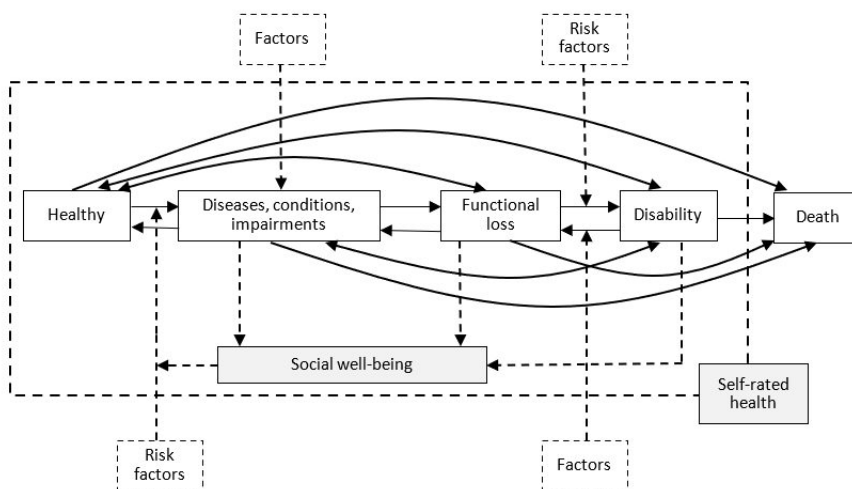 Factors
Risk
factors
Healthy
Diseases, conditions,
impairments
Functional
loss
Disability
Death
Social well-being
Self-rated
health
Risk
factors
Factors